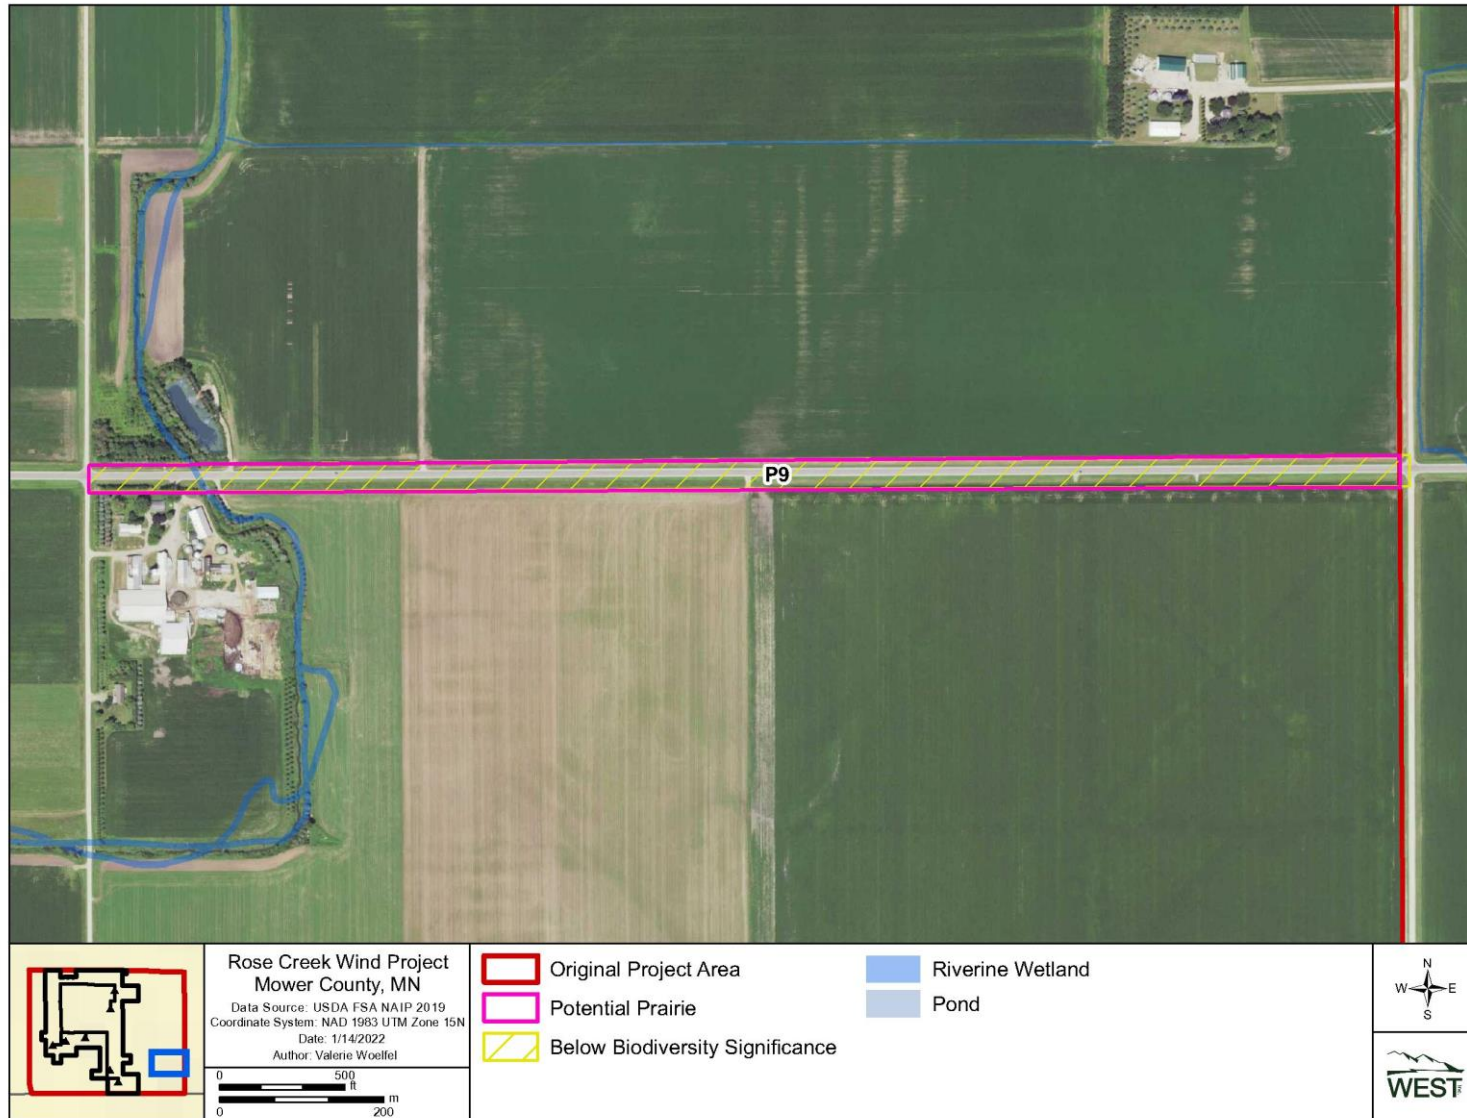 P9
Rose Creek Wind Project
Mower County, MN
Data Source: USDA FSA NAIP 2019
Coordinate System: NAD 1983 UTM Zone 15N
Date: 1/14/2022
Author: Valerie Woelfel
0 500
ft
m
0 200
Original Project Area
Potential Prairie
Below Biodiversity Significance
Riverine Wetland
Pond
N
W E
S
WEST